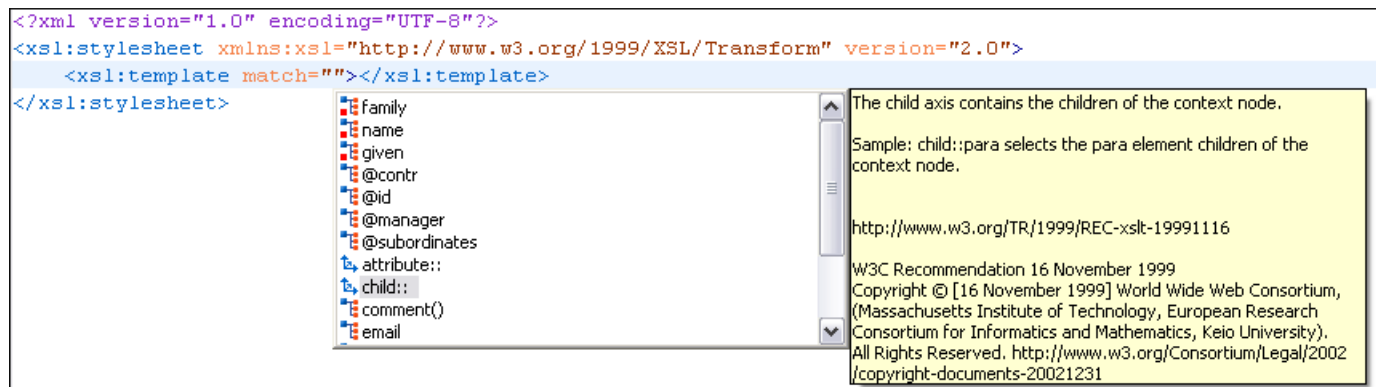 <?xml version="1.0" encoding="UTF-8"?>
<xsl:stylesheet xmlns:xsl="http://www.w3.org/1999/XSL/Transform" version="2.0">
<xsl:template match=""></xsl:template>
</xsl:stylesheet>
family
name
given
@contr
@id
@manager
@subordinates
attribute::
child::
comment()
email
The child axis contains the children of the context node.
Sample: child::para selects the para element children of the
context node.
http://www.w3.org/TR/1999/REC-xslt-19991116
W3C Recommendation 16 November 1999
Copyright © [16 November 1999] World Wide Web Consortium,
(Massachusetts Institute of Technology, European Research
Consortium for Informatics and Mathematics, Keio University).
All Rights Reserved. http://www.w3.org/Consortium/Legal/2002
/copyright-documents-20021231